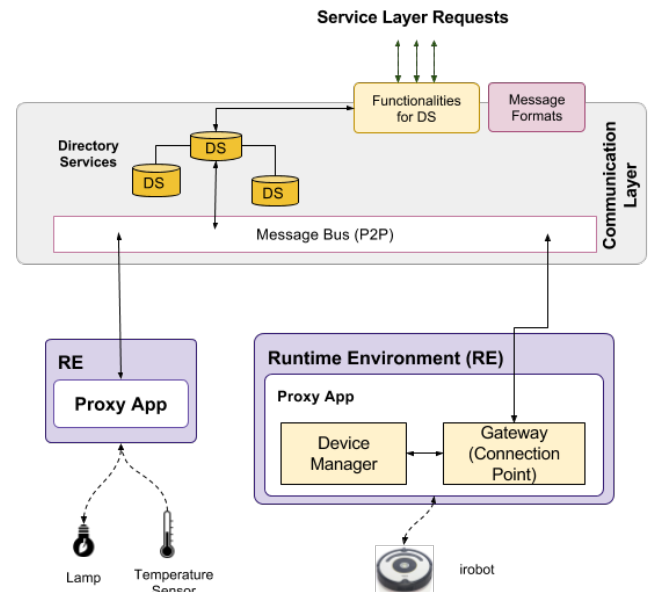 Service Layer Requests
Functionalities
for DS
Message
Formats
Directory
Services
DS
DS
DS
Communication
Layer
Message Bus (P2P)
RE
Proxy App
Runtime Environment (RE)
Proxy App
Device
Manager
Gateway
(Connection
Point)
Lamp
Temperature
Sensor
irobot